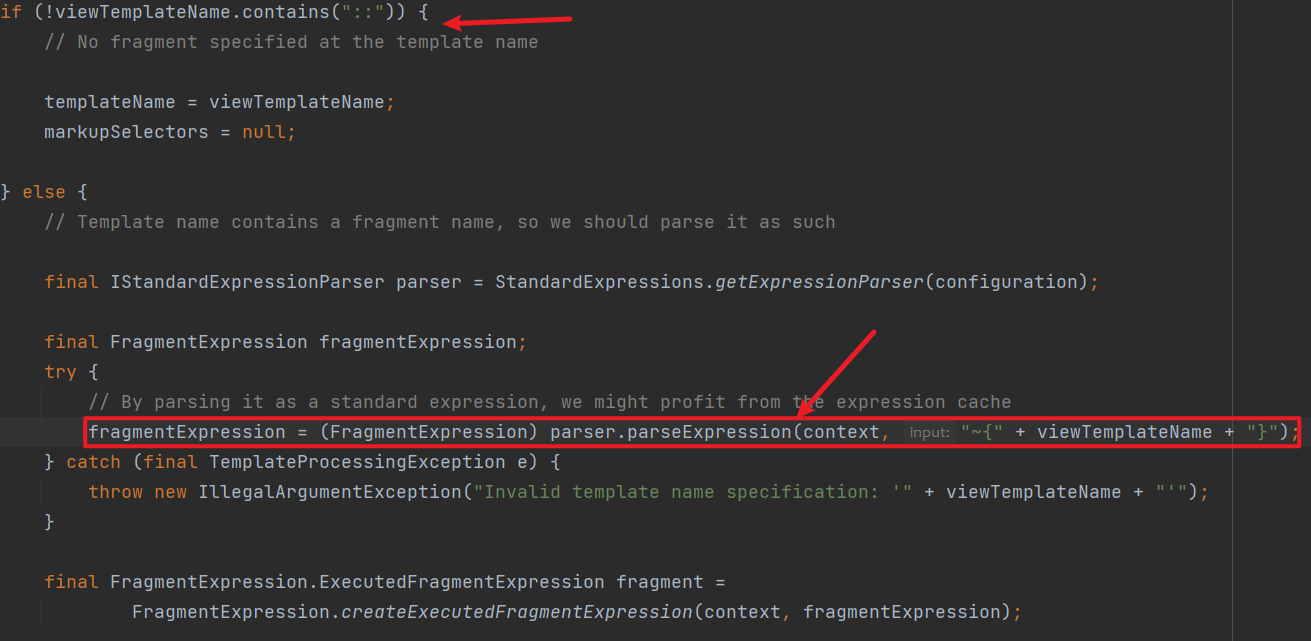 if (!viewTemplateName.contains("::")) {
// No fragment specified at the template name
templateName = viewTemplateName;
markupSelectors = null;
} else {
// Template name contains a fragment name, so we should parse it as such
final IStandardExpressionParser parser = StandardExpressions.getExpressionParser(configuration);
final FragmentExpression fragmentExpression;
try {
// By parsing it as a standard expression, we might profit from the expression cache
fragmentExpression = (FragmentExpression) parser.parseExpression(context, input: "~{" + viewTemplateName + "}");
} catch (final TemplateProcessingException e) {
throw new IllegalArgumentException("Invalid template name specification: '" + viewTemplateName + "'");
}
final FragmentExpression.ExecutedFragmentExpression fragment =
FragmentExpression.createExecutedFragmentExpression(context, fragmentExpression);